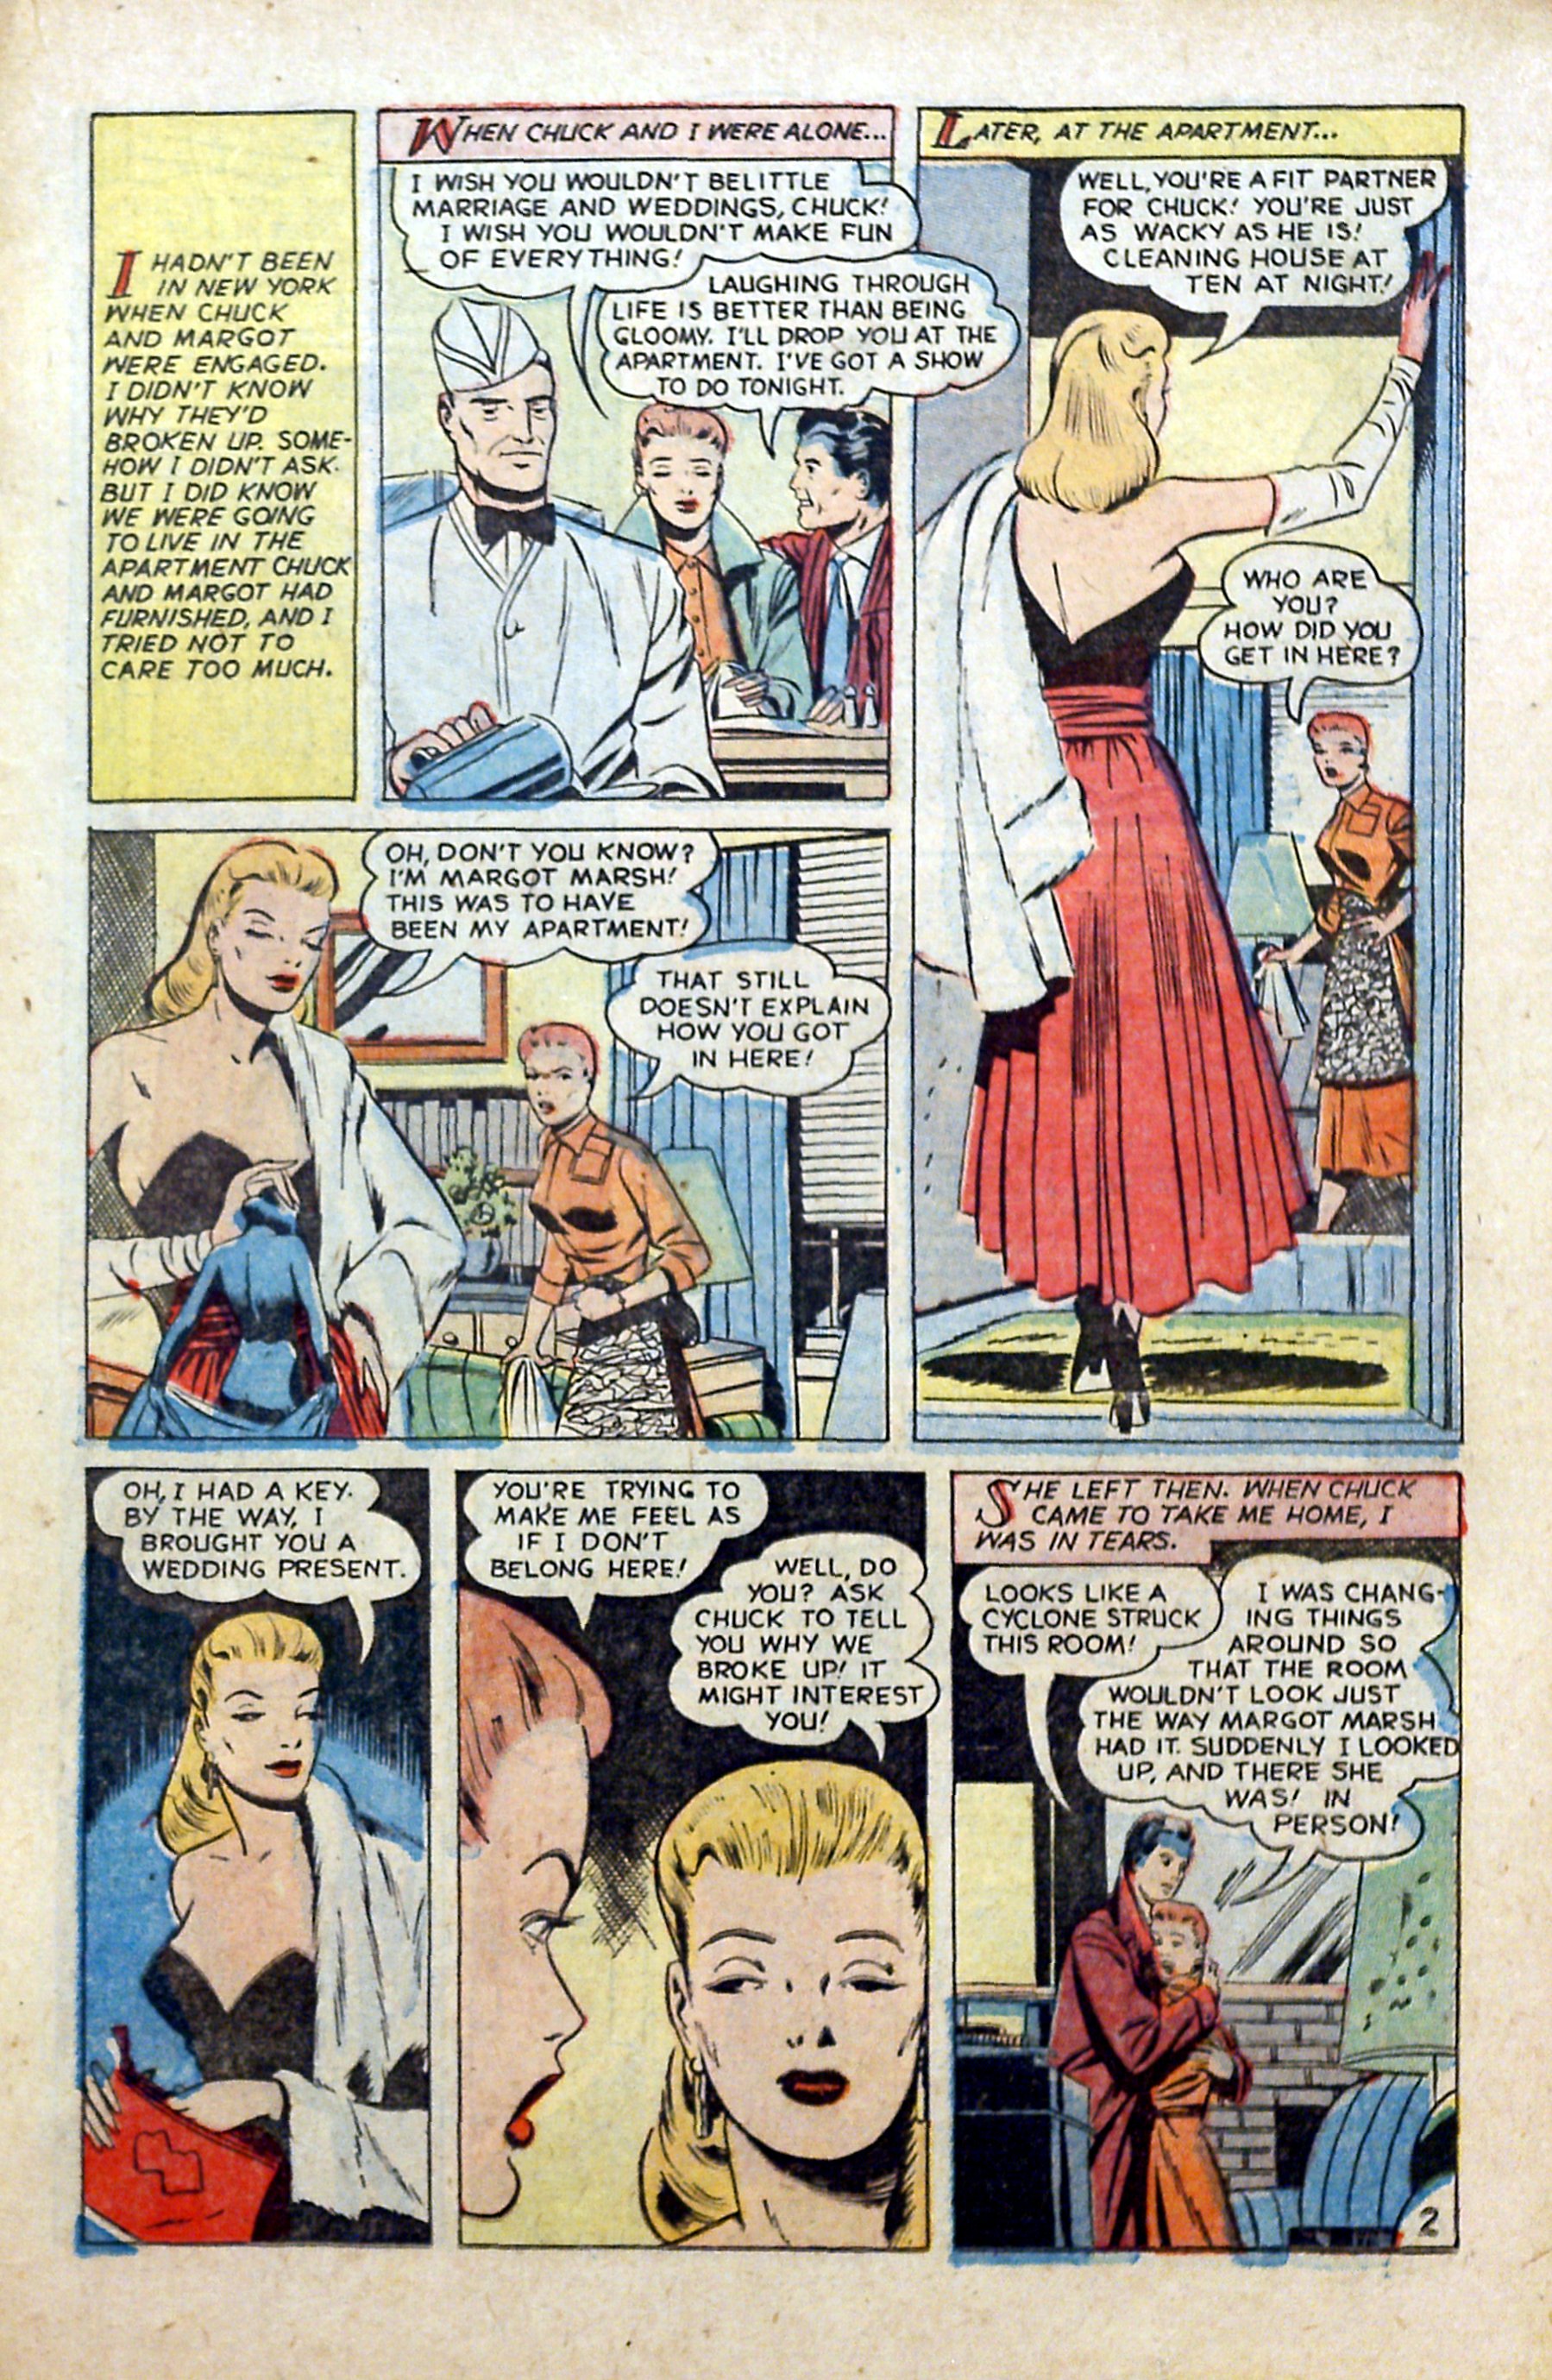 I HADN'T BEEN
IN NEW YORK
WHEN CHUCK
AND MARGOT
WERE ENGAGED.
I DIDN'T KNOW
WHY THEY'D
BROKEN UP. SOME-
HOW I DIDN'T ASK.
BUT I DID KNOW
WE WERE GOING
TO LIVE IN THE
APARTMENT CHUCK
AND MARGOT HAD
FURNISHED, AND I
TRIED NOT TO
CARE TOO MUCH.
WHEN CHUCK AND I WERE ALONE...
I WISH YOU WOULDN'T BELITTLE
MARRIAGE AND WEDDINGS, CHUCK!
I WISH YOU WOULDN'T MAKE FUN
OF EVERYTHING!
LAUGHING THROUGH
LIFE IS BETTER THAN BEING
GLOOMY. I'LL DROP YOU AT THE
APARTMENT. I'VE GOT A SHOW
TO DO TONIGHT.
LATER, AT THE APARTMENT...
WELL, YOU'RE A FIT PARTNER
FOR CHUCK! YOU'RE JUST
AS WACKY AS HE IS!
CLEANING HOUSE AT
TEN AT NIGHT!
WHO ARE
YOU?
HOW DID YOU
GET IN HERE?
OH, DON'T YOU KNOW?
I'M MARGOT MARSH!
THIS WAS TO HAVE
BEEN MY APARTMENT!
THAT STILL
DOESN'T EXPLAIN
HOW YOU GOT
IN HERE!
OH, I HAD A KEY.
BY THE WAY, I
BROUGHT YOU A
WEDDING PRESENT.
YOU'RE TRYING TO
MAKE ME FEEL AS
IF I DON'T
BELONG HERE!
WELL, DO
YOU? ASK
CHUCK TO TELL
YOU WHY WE
BROKE UP! IT
MIGHT INTEREST
YOU!
SHE LEFT THEN. WHEN CHUCK
CAME TO TAKE ME HOME, I
WAS IN TEARS.
LOOKS LIKE A
CYCLONE STRUCK
THIS ROOM!
I WAS CHANG-
ING THINGS
AROUND SO
THAT THE ROOM
WOULDN'T LOOK JUST
THE WAY MARGOT MARSH
HAD IT. SUDDENLY I LOOKED
UP, AND THERE SHE
WAS! IN
PERSON!
2